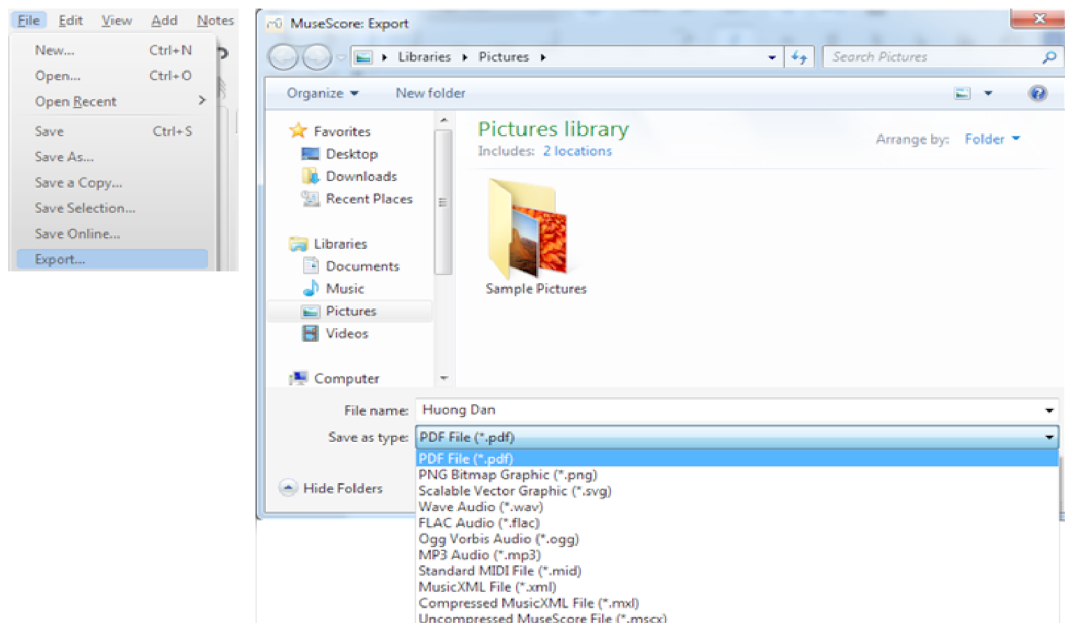 File Edit View Add Notes
New... Ctrl+N
Open... Ctrl+O
Open Recent
Save Ctrl+S
Save As...
Save a Copy...
Save Selection...
Save Online...
Export...
MuseScore: Export
Libraries Pictures Search Pictures
Organize New folder
Favorites
Desktop
Downloads
Recent Places
Libraries
Documents
Music
Pictures
Videos
Computer
Pictures library
Includes: 2 locations
Arrange by: Folder
Sample Pictures
File name: Huong Dan
Save as type: PDF File (*.pdf)
PDF File (*.pdf)
PNG Bitmap Graphic (*.png)
Scalable Vector Graphic (*.svg)
Wave Audio (*.wav)
FLAC Audio (*.flac)
Ogg Vorbis Audio (*.ogg)
MP3 Audio (*.mp3)
Standard MIDI File (*.mid)
MusicXML File (*.xml)
Compressed MusicXML File (*.mxl)
Uncompressed MuseScore File (*.mscx)
Hide Folders